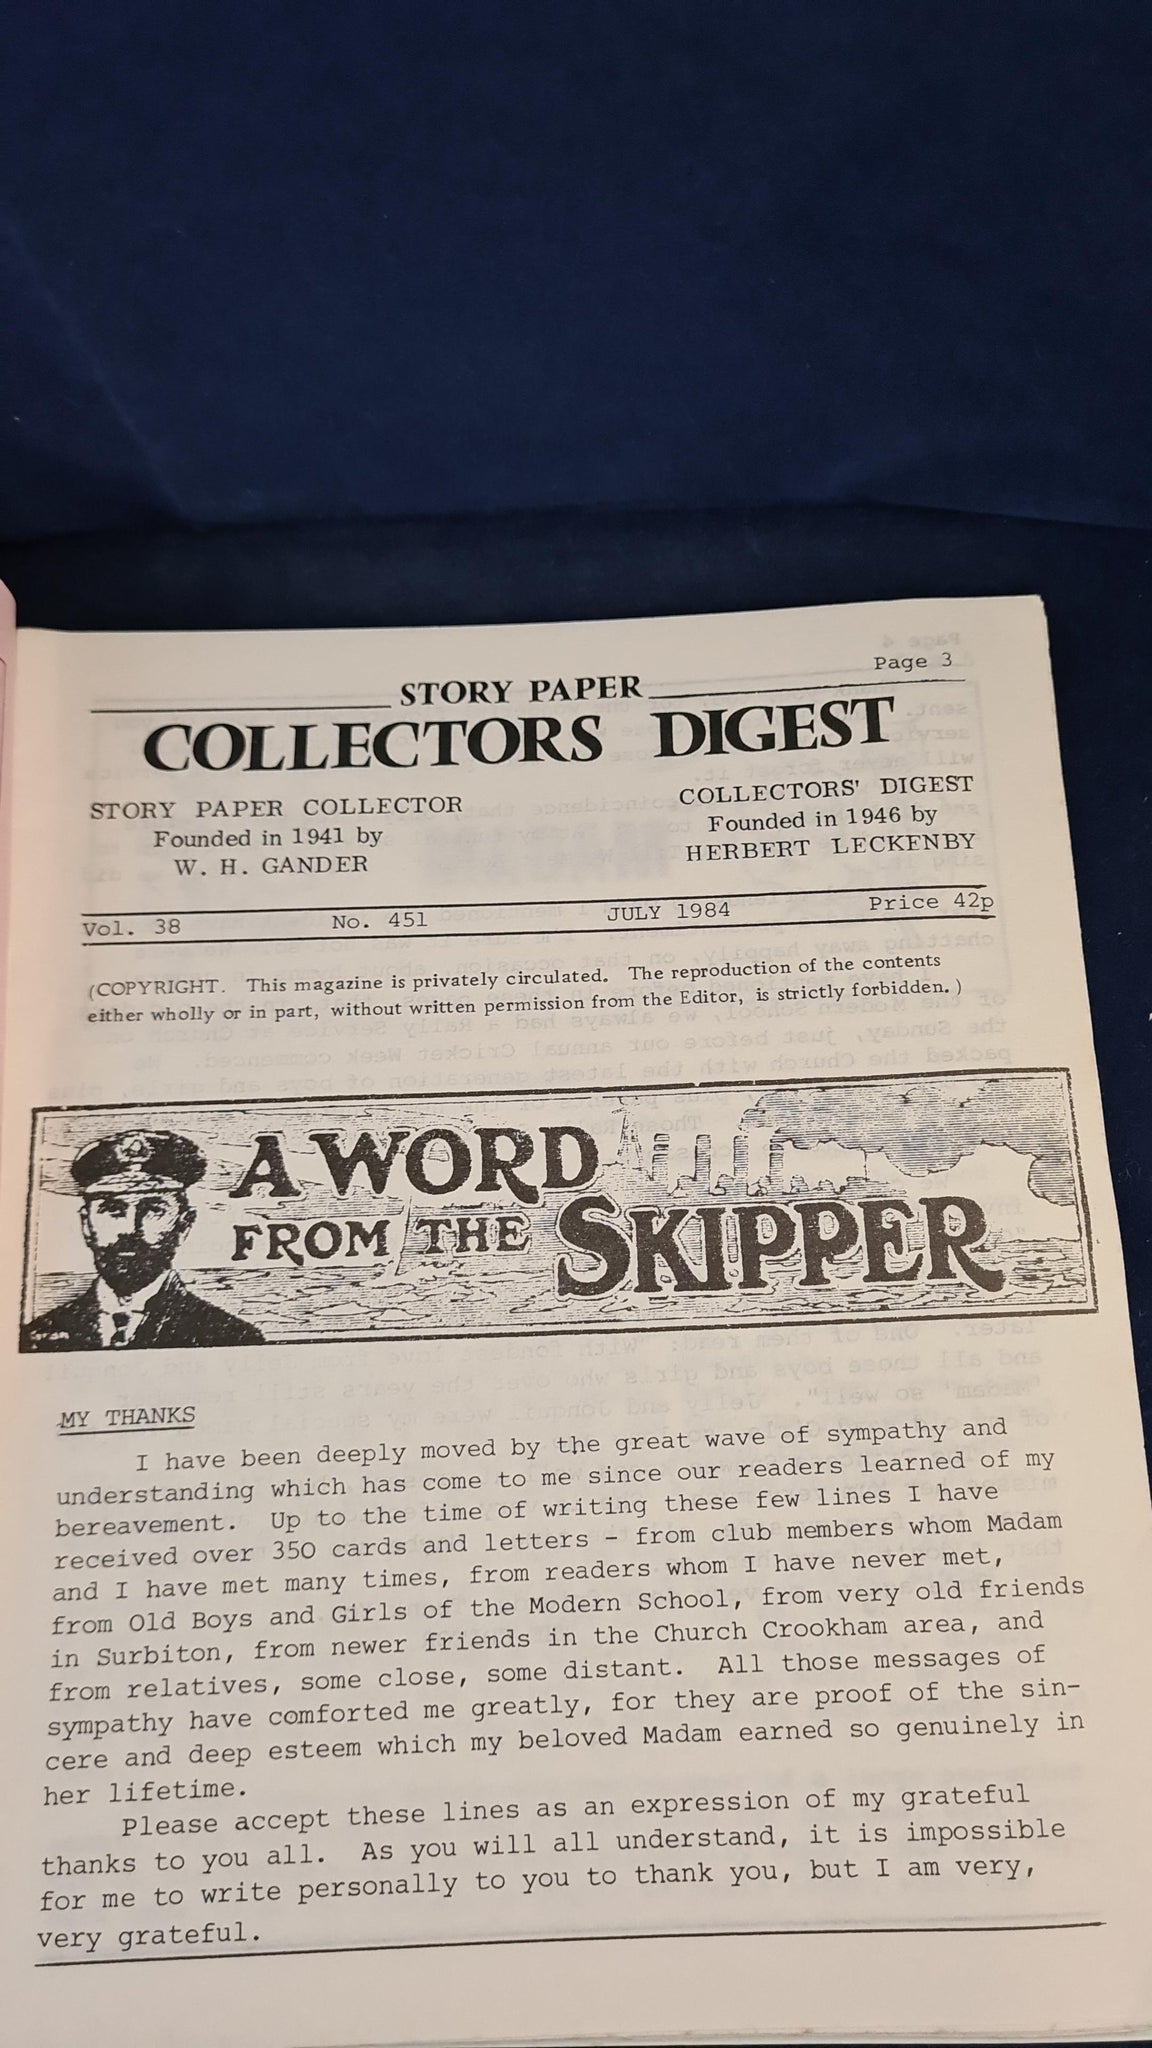 Page 3
STORY PAPER
COLLECTORS DIGEST
STORY PAPER COLLECTOR
Founded in 1941 by
W. H. GANDER
COLLECTORS' DIGEST
Founded in 1946 by
HERBERT LECKENBY
Vol. 38 No. 451 JULY 1984 Price 42p
(COPYRIGHT. This magazine is privately circulated. The reproduction of the contents
either wholly or in part, without written permission from the Editor, is strictly forbidden.)
A WORD
FROM THE SKIPPER
MY THANKS
I have been deeply moved by the great wave of sympathy and
understanding which has come to me since our readers learned of my
bereavement. Up to the time of writing these few lines I have
received over 350 cards and letters - from club members whom Madam
and I have met many times, from readers whom I have never met,
from Old Boys and Girls of the Modern School, from very old friends
in Surbiton, from newer friends in the Church Crookham area, and
from relatives, some close, some distant. All those messages of
sympathy have comforted me greatly, for they are proof of the sin-
cere and deep esteem which my beloved Madam earned so genuinely in
her lifetime.
Please accept these lines as an expression of my grateful
thanks to you all. As you will all understand, it is impossible
for me to write personally to you to thank you, but I am very,
very grateful.